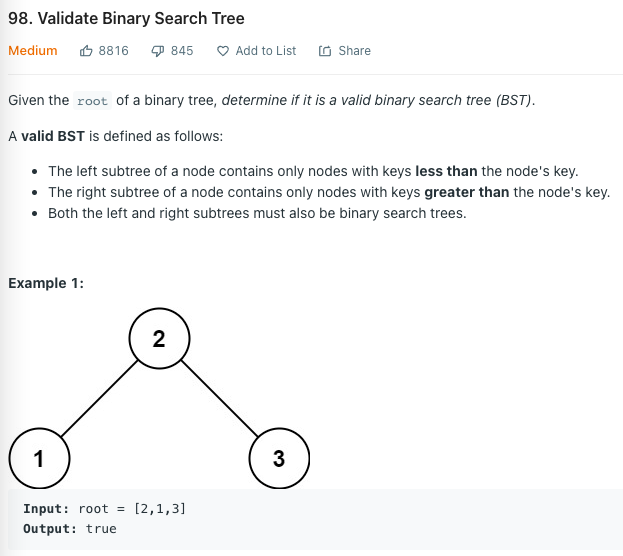 98. Validate Binary Search Tree
Medium 8816 845 Add to List Share
Given the root of a binary tree, determine if it is a valid binary search tree (BST).
A valid BST is defined as follows:
• The left subtree of a node contains only nodes with keys less than the node's key.
• The right subtree of a node contains only nodes with keys greater than the node's key.
• Both the left and right subtrees must also be binary search trees.
Example 1:
2
1 3
Input: root = [2,1,3]
Output: true